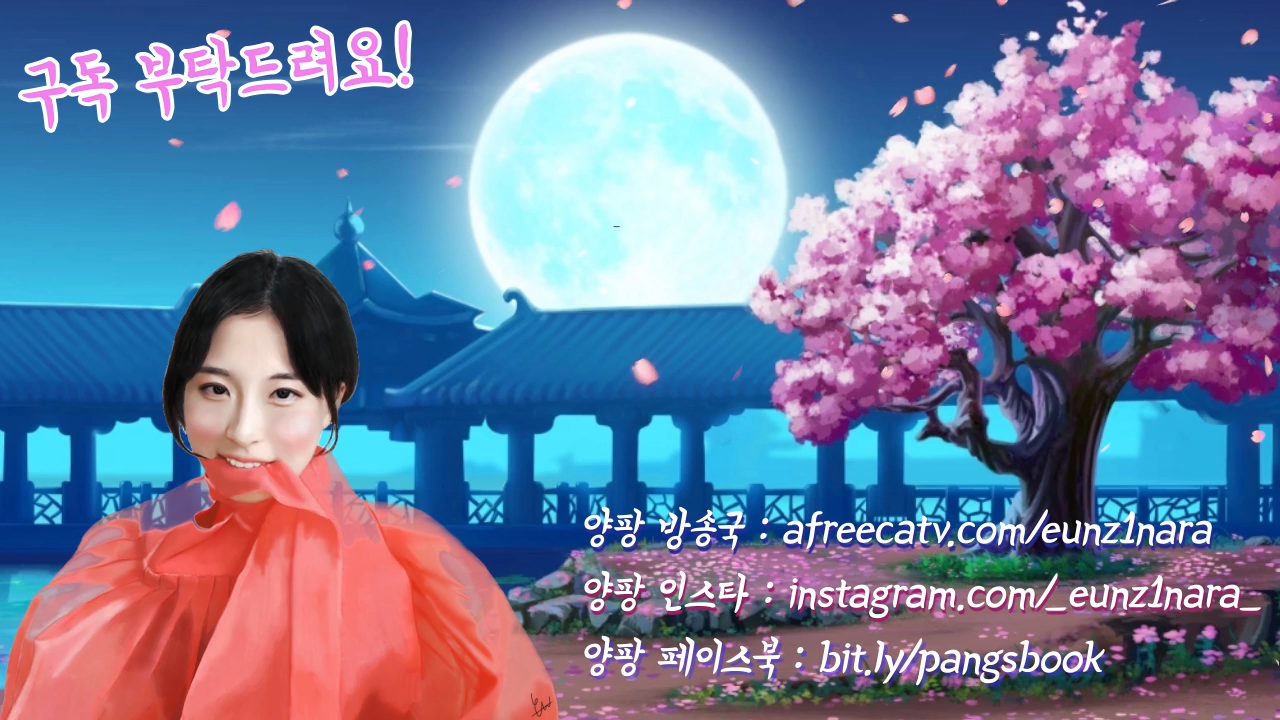 구독 부탁드려요!
양팡 방송국 : afreecatv.com/eunz1nara
양팡 인스타 : instagram.com/_eunz1nara_
양팡 페이스북 : bit.ly/pangsbook